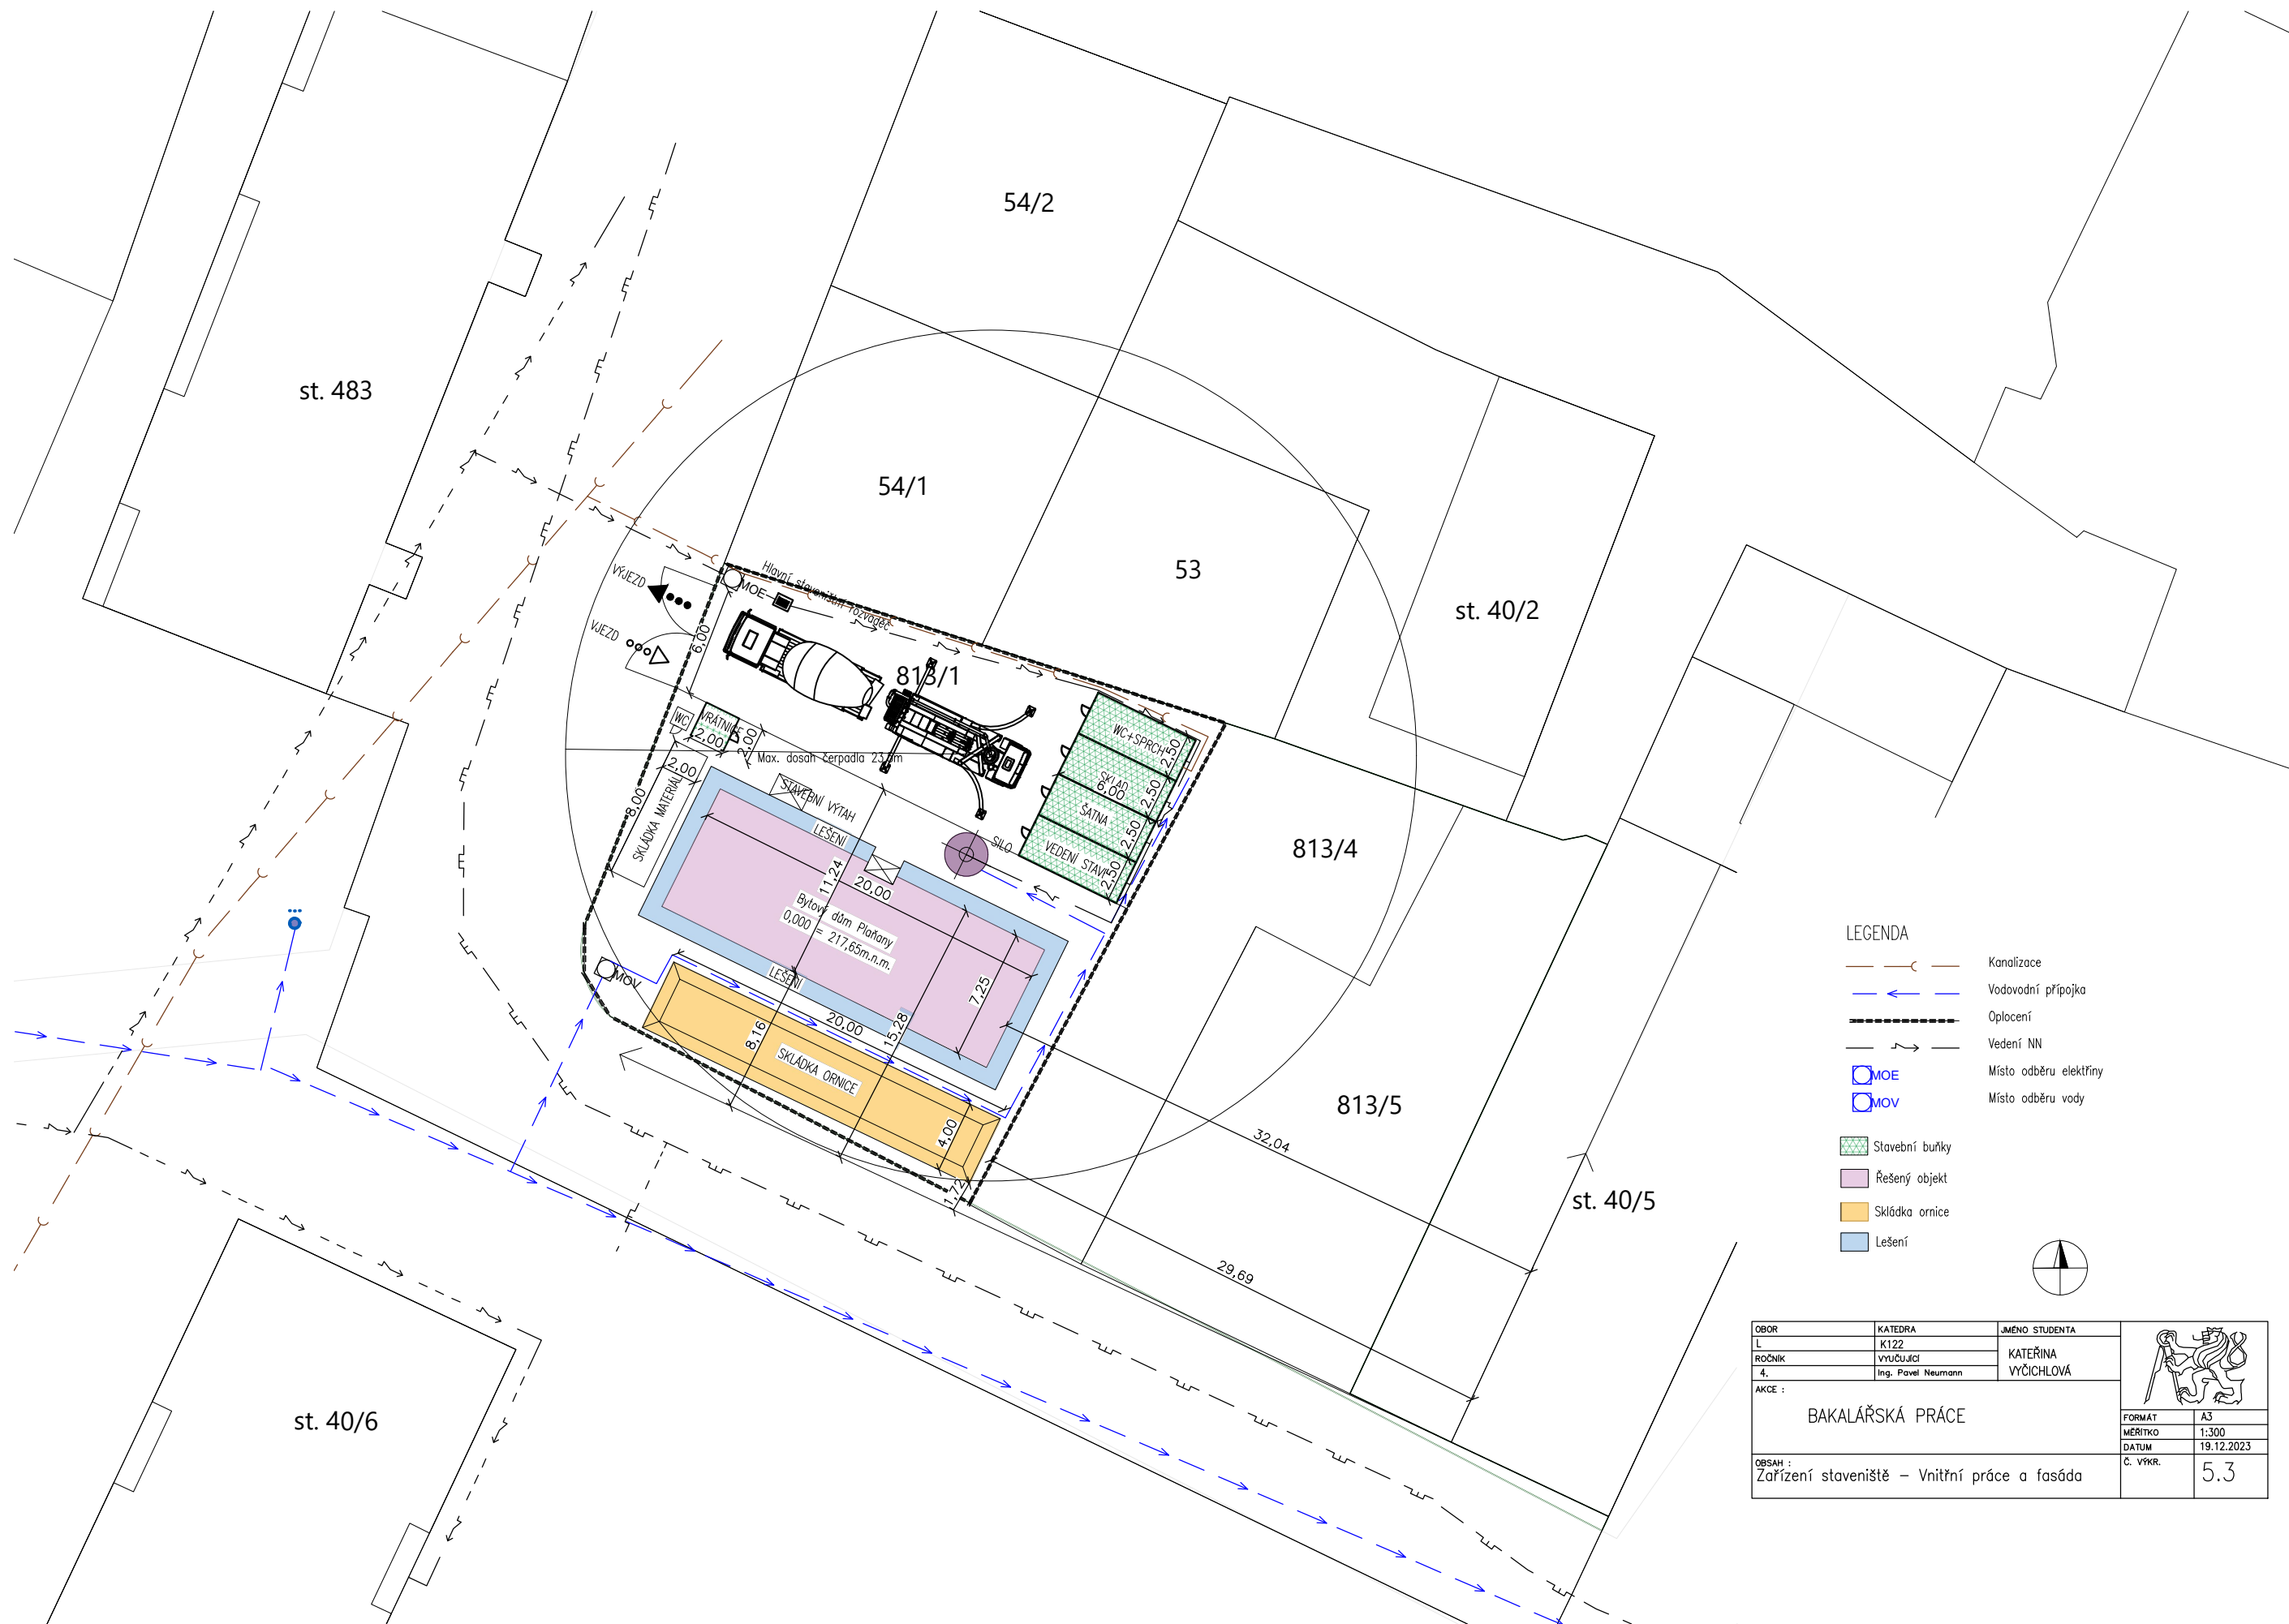 54/2
st. 483
54/1
53
st. 40/2
VÝJEZD
MOE
Hlavní staveništní rozvaděč
VJEZD
6,00
813/1
WC
VRÁTNICE
2,00
2,00
Max. dosah čerpadla 23
m
2,00
8,00
SKLÁDKA MATERIÁL
STAVEBNÍ VÝTAH
LEŠENÍ
SILO
WC+SPRCH
2,50
SKLAD
6,00
2,50
ŠATNA
2,50
VEDENÍ STAVB
2,50
813/4
11,24
20,00
Bytový dům Plaňany
0,000 = 217,65m.n.m.
7,25
LEŠENÍ
MOV
20,00
15,28
8,16
SKLÁDKA ORNICE
4,00
1,72
813/5
32,04
29,69
st. 40/5
st. 40/6
LEGENDA
Kanalizace
Vodovodní přípojka
Oplocení
Vedení NN
MOE Místo odběru elektřiny
MOV Místo odběru vody
Stavební buňky
Řešený objekt
Skládka ornice
Lešení
OBOR KATEDRA JMÉNO STUDENTA
L K122
ROČNÍK VYUČUJÍCÍ
4. Ing. Pavel Neumann
KATEŘINA
VYČICHLOVÁ
AKCE :
BAKALÁŘSKÁ PRÁCE
FORMÁT A3
MĚŘÍTKO 1:300
DATUM 19.12.2023
OBSAH :
Zařízení staveniště – Vnitřní práce a fasáda
Č. VÝKR. 5.3